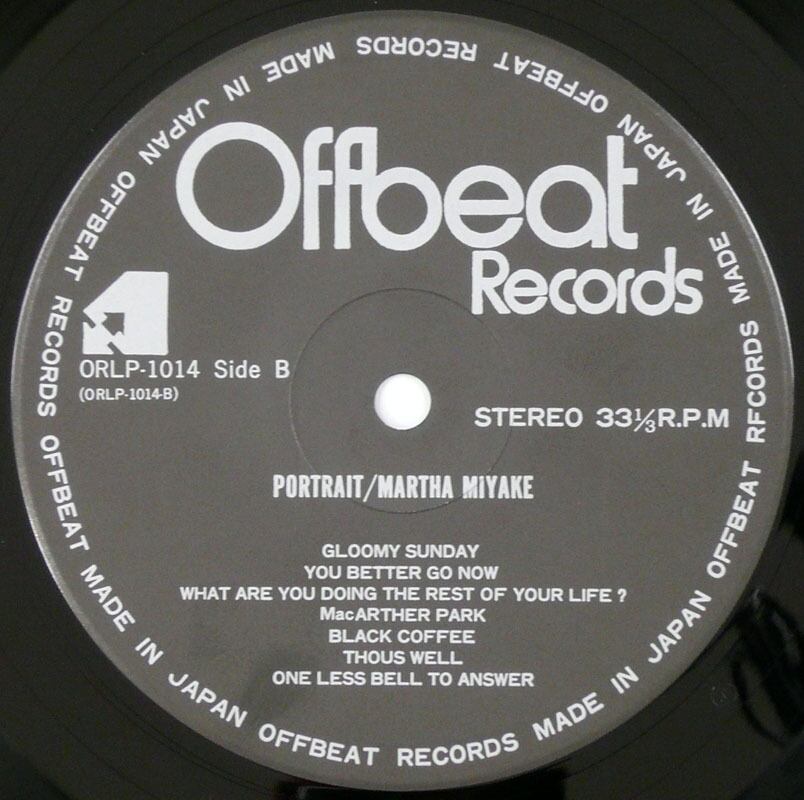 Offbeat
Records
ORLP-1014 Side B
(ORLP-1014-B)
STEREO 33⅓R.P.M
PORTRAIT/MARTHA MIYAKE
GLOOMY SUNDAY
YOU BETTER GO NOW
WHAT ARE YOU DOING THE REST OF YOUR LIFE ?
MacARTHER PARK
BLACK COFFEE
THOUS WELL
ONE LESS BELL TO ANSWER
OFFBEAT MADE IN JAPAN OFFBEAT RECORDS MADE IN JAPAN OFFBEAT RFCORDS MADE IN JAPAN OFFBEAT RECORDS MADE IN JAPAN OFFBEAT RECORDS